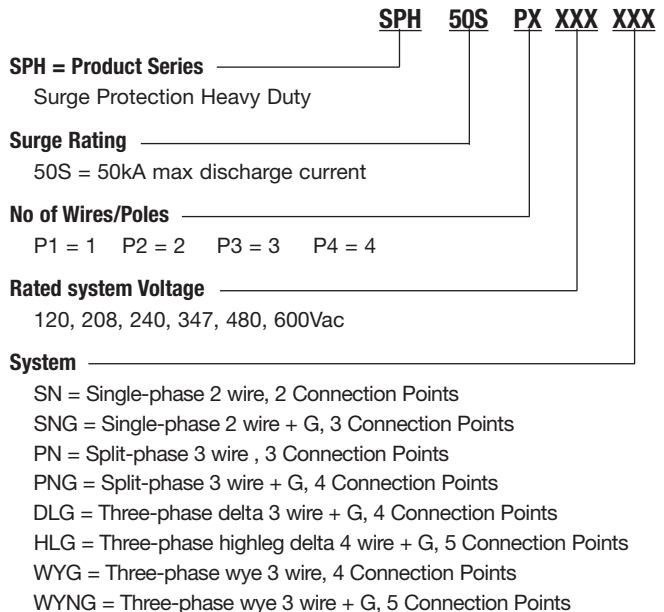 SPH 50S PX XXX XXX
SPH = Product Series
Surge Protection Heavy Duty
Surge Rating
50S = 50kA max discharge current
No of Wires/Poles
P1 = 1 P2 = 2 P3 = 3 P4 = 4
Rated system Voltage
120, 208, 240, 347, 480, 600Vac
System
SN = Single-phase 2 wire, 2 Connection Points
SNG = Single-phase 2 wire + G, 3 Connection Points
PN = Split-phase 3 wire , 3 Connection Points
PNG = Split-phase 3 wire + G, 4 Connection Points
DLG = Three-phase delta 3 wire + G, 4 Connection Points
HLG = Three-phase highleg delta 4 wire + G, 5 Connection Points
WYG = Three-phase wye 3 wire, 4 Connection Points
WYNG = Three-phase wye 3 wire + G, 5 Connection Points